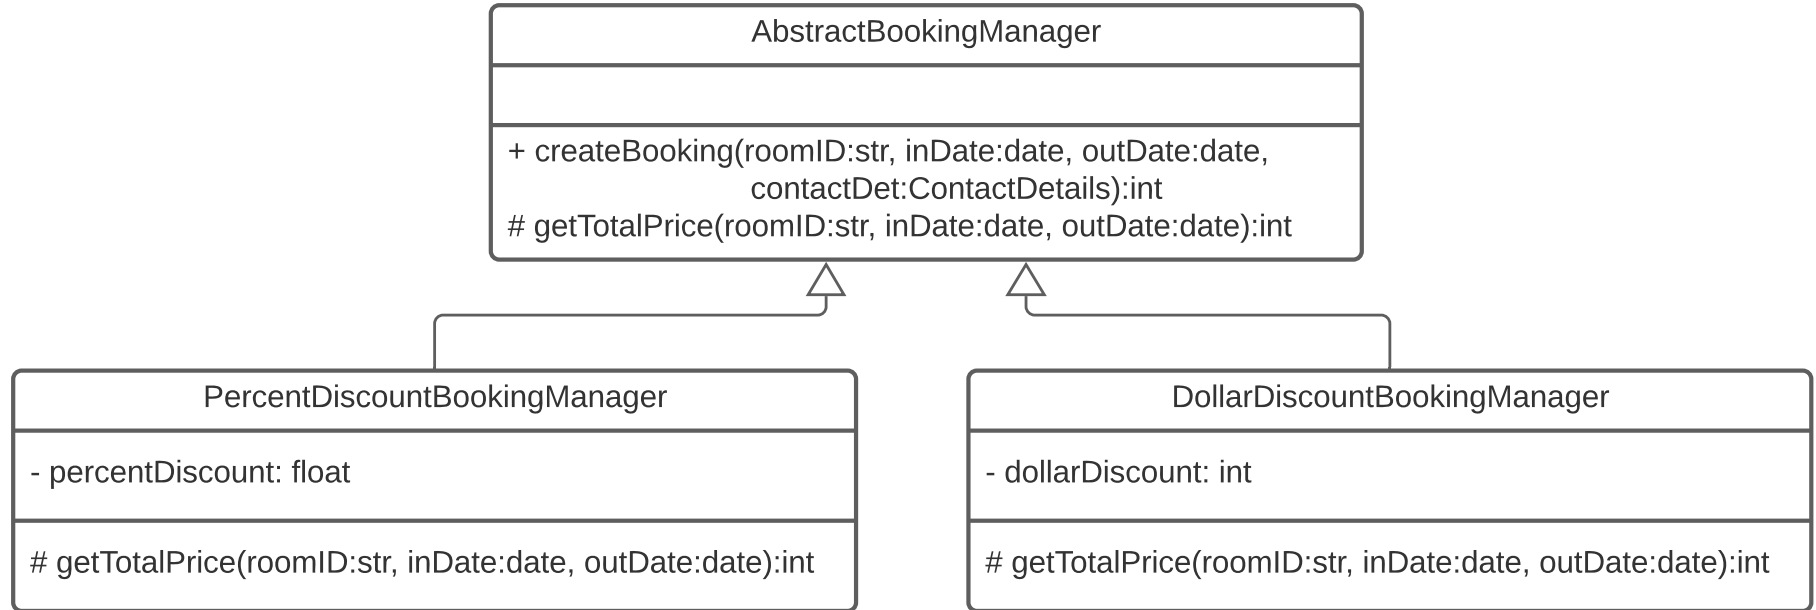 AbstractBookingManager
+ createBooking(roomID:str, inDate:date, outDate:date,
contactDet:ContactDetails):int
# getTotalPrice(roomID:str, inDate:date, outDate:date):int
PercentDiscountBookingManager
- percentDiscount: float
# getTotalPrice(roomID:str, inDate:date, outDate:date):int
DollarDiscountBookingManager
- dollarDiscount: int
# getTotalPrice(roomID:str, inDate:date, outDate:date):int